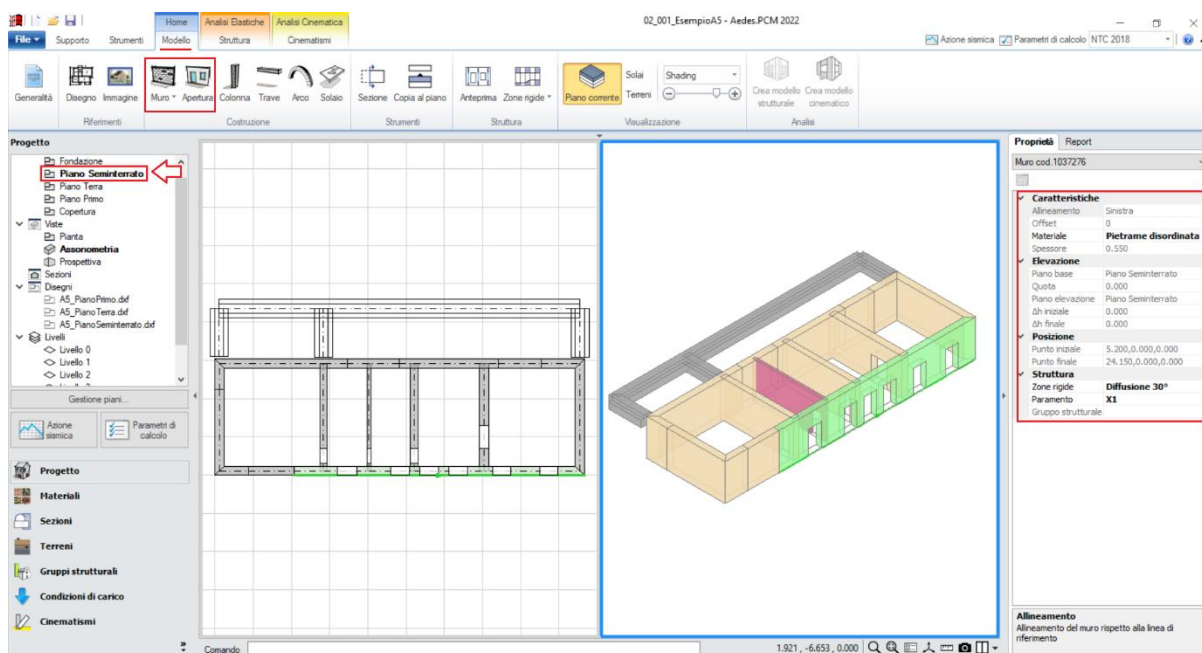 02_001_EsempioA5 - Aedes.PCM 2022
Home
Analisi Elastiche
Analisi Cinematica
File
Supporto
Strumenti
Modello
Struttura
Cinematismi
Azione sismica
Parametri di calcolo
NTC 2018
Generalità
Disegno
Immagine
Muro
Apertura
Colonna
Trave
Arco
Solaio
Sezione
Copia al piano
Anteprima
Zone rigide
Piano corrente
Solai
Terreni
Shading
Crea modello strutturale
Crea modello cinematico
Riferimenti
Costruzione
Strumenti
Struttura
Visualizzazione
Analisi
Progetto
Fondazione
Piano Seminterrato
Piano Terra
Piano Primo
Copertura
Viste
Pianta
Assonometria
Prospettiva
Sezioni
Disegni
A5_PianoPrimo.dxf
A5_PianoTerra.dxf
A5_PianoSeminterrato.dxf
Livelli
Livello 0
Livello 1
Livello 2
Gestione piani...
Azione sismica
Parametri di calcolo
Progetto
Materiali
Sezioni
Terreni
Gruppi strutturali
Condizioni di carico
Cinematismi
Comando
1.921 , -6.653 , 0.000
Proprietà
Report
Muro cod.1037276
Caratteristiche
Allineamento Sinistra
Offset 0
Materiale Pietrame disordinata
Spessore 0.550
Elevazione
Piano base Piano Seminterrato
Quota 0.000
Piano elevazione Piano Seminterrato
Δh iniziale 0.000
Δh finale 0.000
Posizione
Punto iniziale 5.200,0.000,0.000
Punto finale 24.150,0.000,0.000
Struttura
Zone rigide Diffusione 30°
Paramento X1
Gruppo strutturale
Allineamento
Allineamento del muro rispetto alla linea di
riferimento